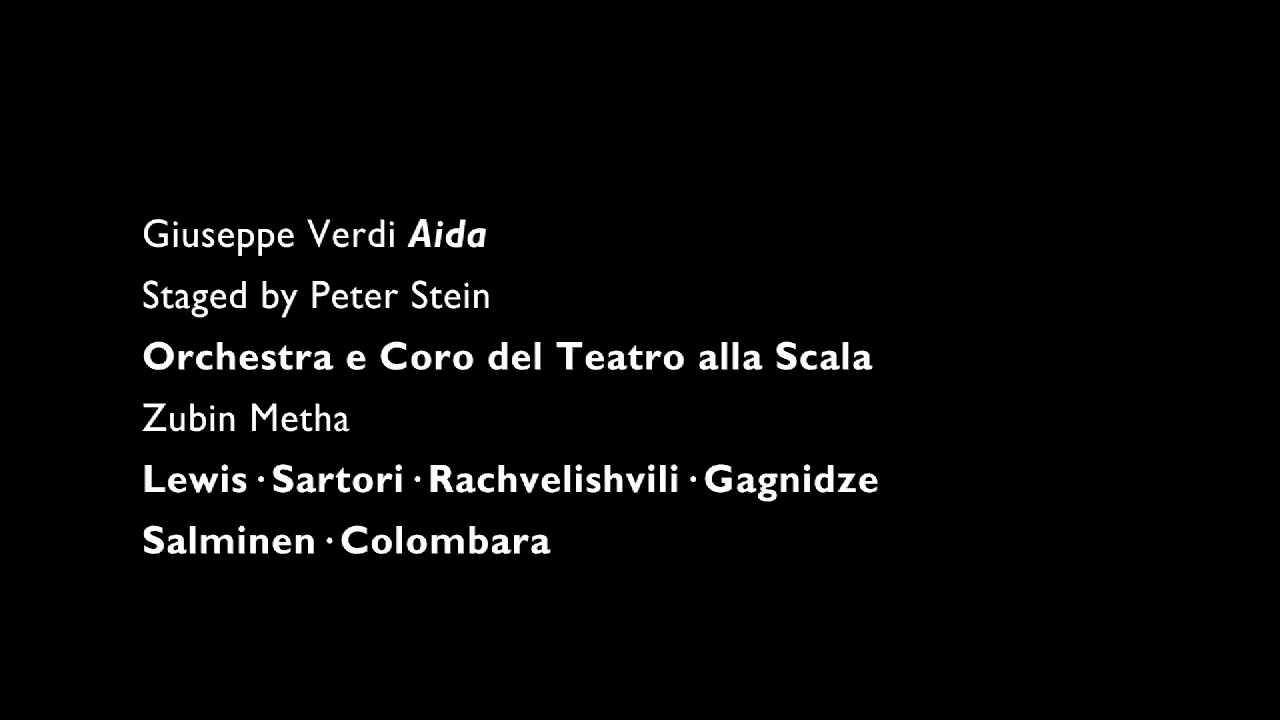 Giuseppe Verdi Aida
Staged by Peter Stein
Orchestra e Coro del Teatro alla Scala
Zubin Metha
Lewis · Sartori · Rachvelishvili · Gagnidze
Salminen · Colombara